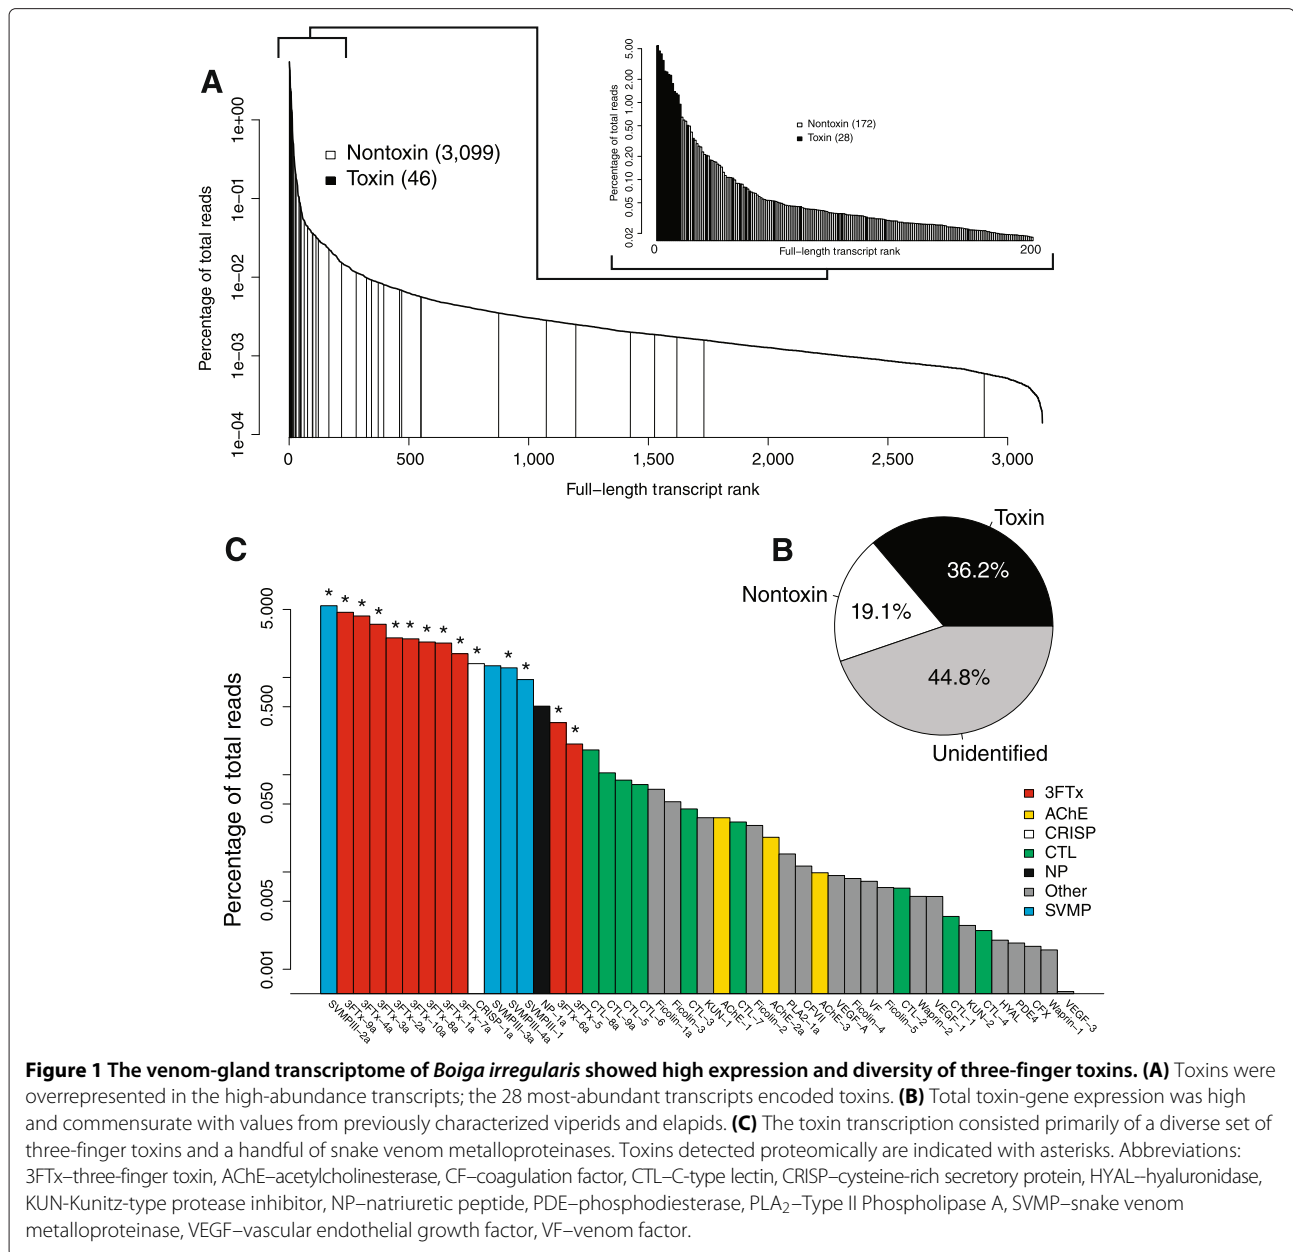 A
Percentage of total reads
1e+00
1e−01
1e−02
1e−03
1e−04
Nontoxin (3,099)
Toxin (46)
0
500
1,000
1,500
2,000
2,500
3,000
Full−length transcript rank
Percentage of total reads
5.00
2.00
1.00
0.50
0.20
0.10
0.05
0.02
Nontoxin (172)
Toxin (28)
0
200
Full−length transcript rank
B
Toxin
36.2%
Nontoxin
19.1%
44.8%
Unidentified
C
Percentage of total reads
5.000
0.500
0.050
0.005
0.001
* * * * * * * * * * * * * *
3FTx
AChE
CRISP
CTL
NP
Other
SVMP
SVMPIII−2a
3FTx−9a
3FTx−4a
3FTx−3a
3FTx−2a
3FTx−10a
3FTx−8a
3FTx−1a
3FTx−7a
CRISP−1a
SVMPIII−3a
SVMPIII−4a
SVMPIII−1
NP−1a
3FTx−6a
3FTx−5
CTL−8a
CTL−9a
CTL−5
CTL−6
Ficolin−1a
Ficolin−3
CTL−3
KUN−1
AChE−1
CTL−7
Ficolin−2
AChE−2a
PLA2−1a
CFVII
AChE−3
VEGF−A
Ficolin−4
VF
Ficolin−5
CTL−2
Waprin−2
VEGF−1
CTL−1
KUN−2
CTL−4
HYAL
PDE4
CFX
Waprin−1
VEGF−3
Figure 1 The venom-gland transcriptome of Boiga irregularis showed high expression and diversity of three-finger toxins. (A) Toxins were
overrepresented in the high-abundance transcripts; the 28 most-abundant transcripts encoded toxins. (B) Total toxin-gene expression was high
and commensurate with values from previously characterized viperids and elapids. (C) The toxin transcription consisted primarily of a diverse set of
three-finger toxins and a handful of snake venom metalloproteinases. Toxins detected proteomically are indicated with asterisks. Abbreviations:
3FTx–three-finger toxin, AChE–acetylcholinesterase, CF–coagulation factor, CTL–C-type lectin, CRISP–cysteine-rich secretory protein, HYAL--hyaluronidase,
KUN-Kunitz-type protease inhibitor, NP–natriuretic peptide, PDE–phosphodiesterase, PLA2–Type II Phospholipase A, SVMP–snake venom
metalloproteinase, VEGF–vascular endothelial growth factor, VF–venom factor.